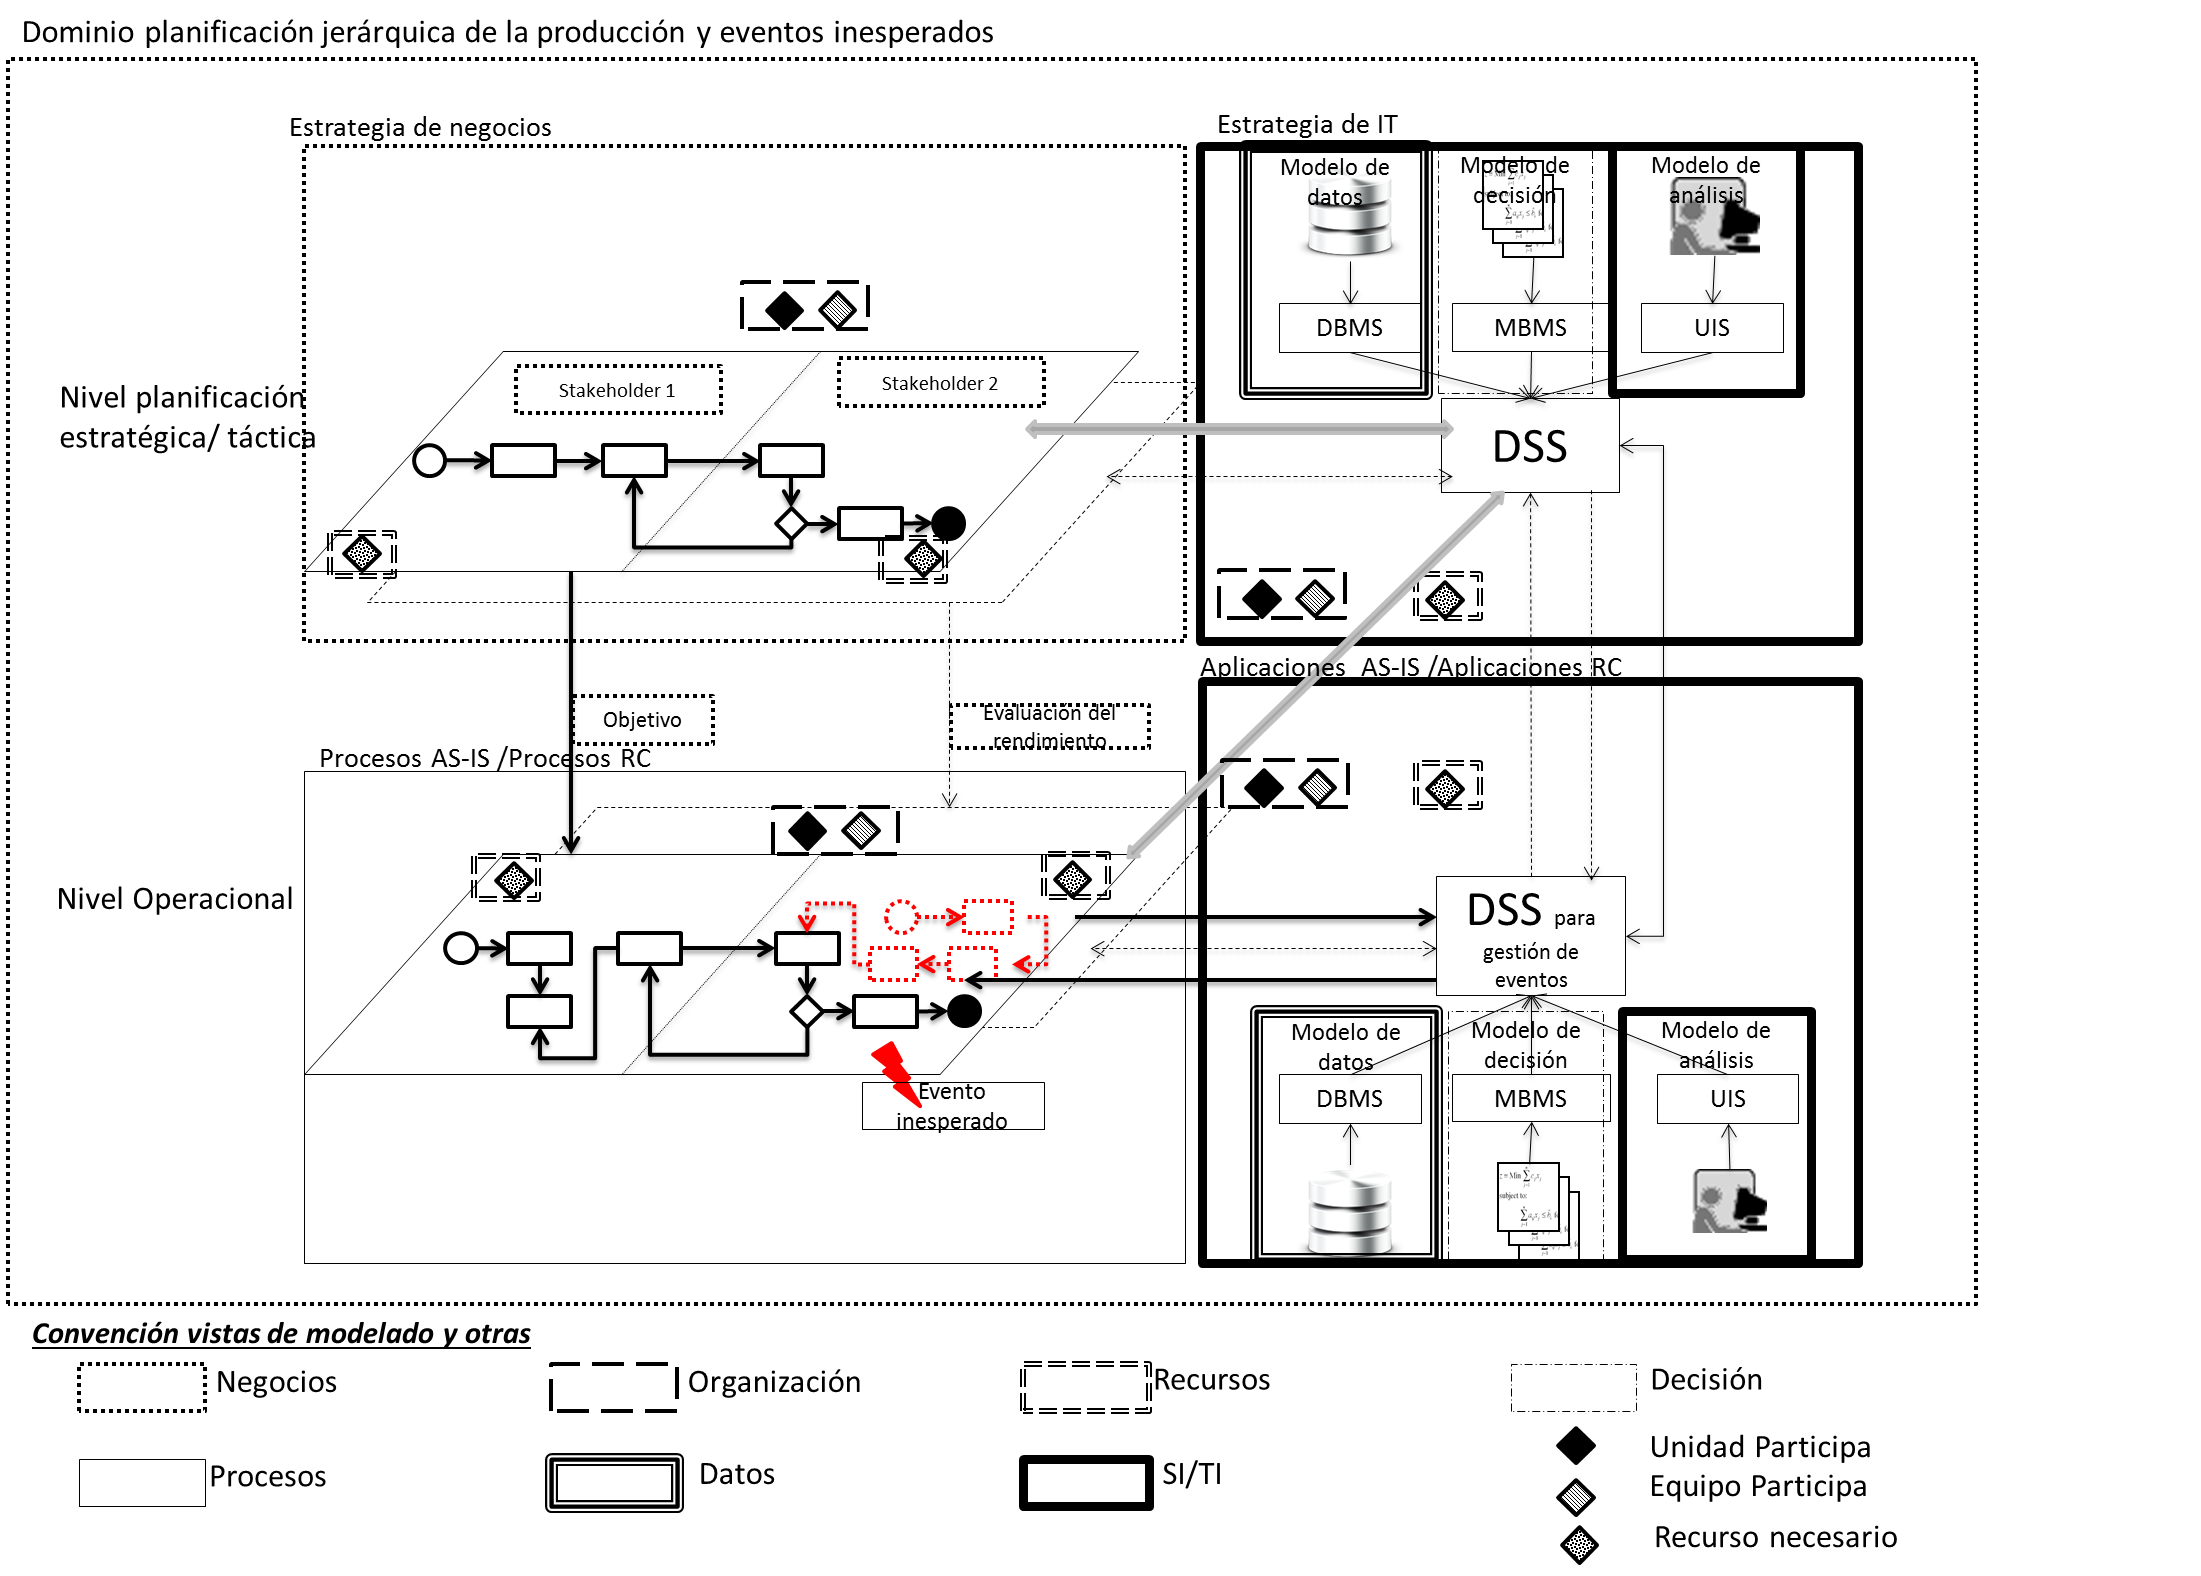 Dominio planificación jerárquica de la producción y eventos inesperados
Estrategia de negocios
Estrategia de IT
Modelo de
datos
Modelo de
decisión
Modelo de
análisis
DBMS
MBMS
UIS
Nivel planificación
estratégica/ táctica
Stakeholder 1
Stakeholder 2
DSS
Aplicaciones AS-IS /Aplicaciones RC
Objetivo
Evaluación del
rendimiento
Procesos AS-IS /Procesos RC
Nivel Operacional
DSS para
gestión de
eventos
Modelo de
datos
Modelo de
decisión
Modelo de
análisis
Evento
inesperado
DBMS
MBMS
UIS
subject to:
Convención vistas de modelado y otras
Negocios
Organización
Recursos
Decisión
Procesos
Datos
SI/TI
Unidad Participa
Equipo Participa
Recurso necesario